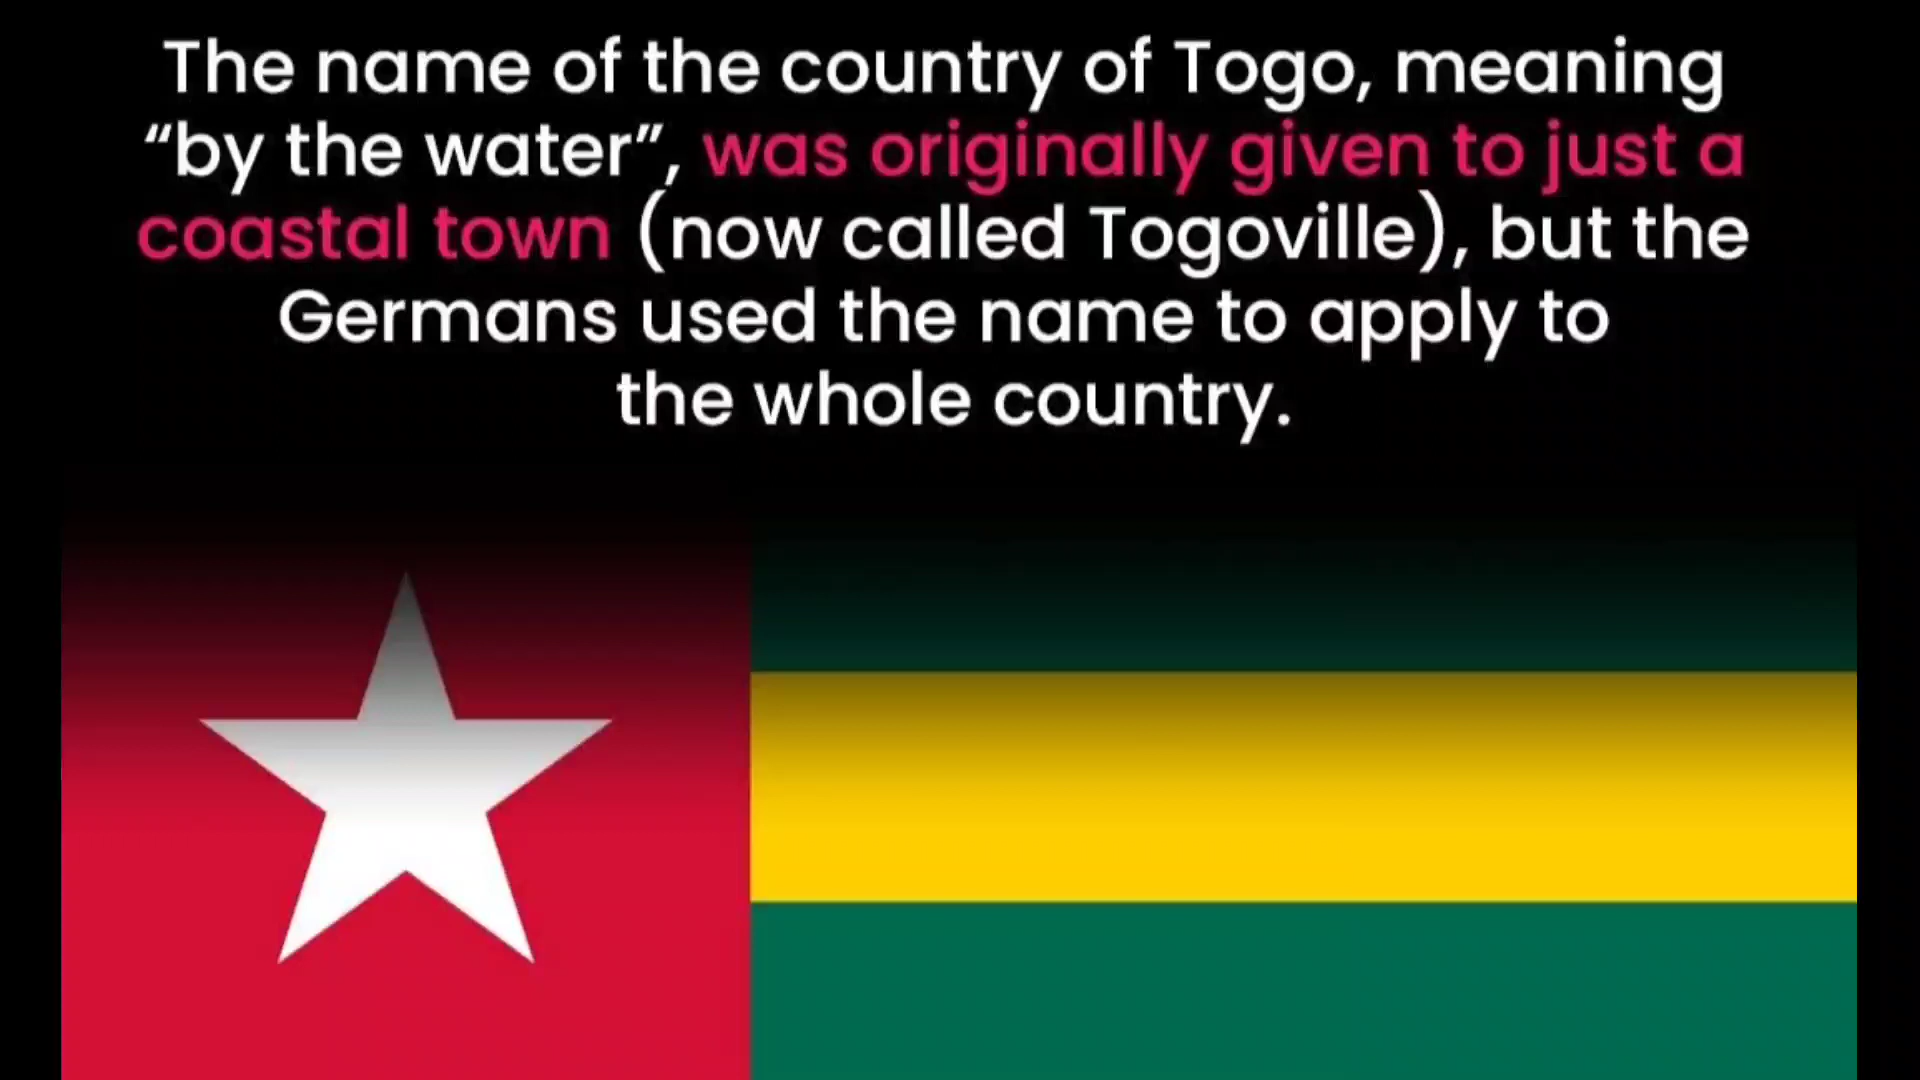 The name of the country of Togo, meaning
“by the water”, was originally given to just a
coastal town (now called Togoville), but the
Germans used the name to apply to
the whole country.